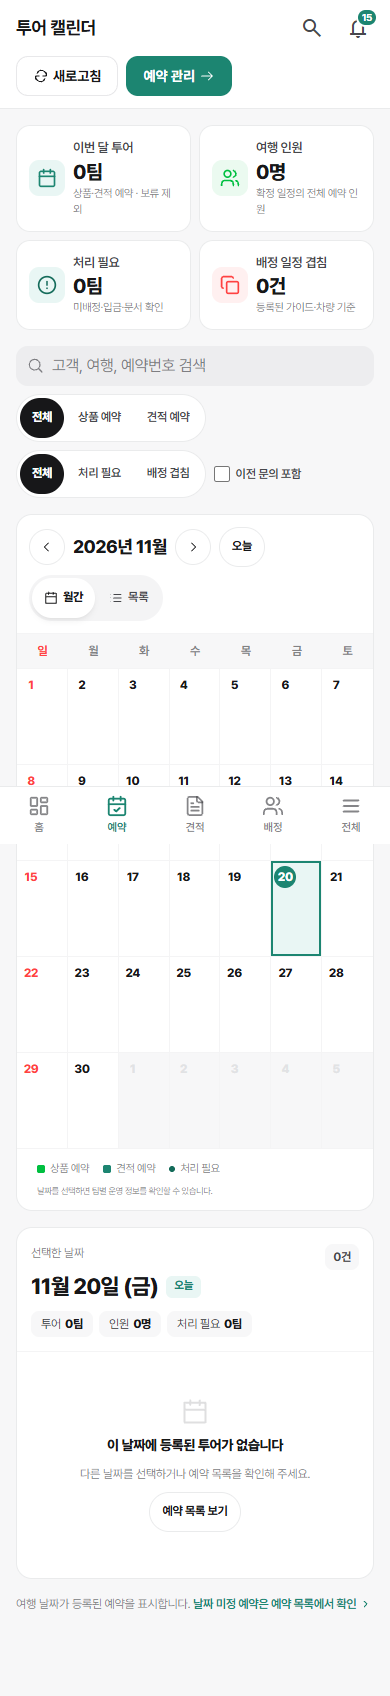 투어 캘린더
15
새로고침
예약 관리 →
이번 달 투어
0팀
상품·견적 예약 · 보류 제
외
여행 인원
0명
확정 일정의 전체 예약 인
원
처리 필요
0팀
미배정·입금·문서 확인
배정 일정 겹침
0건
등록된 가이드·차량 기준
고객, 여행, 예약번호 검색
전체 상품 예약 견적 예약
전체 처리 필요 배정 겹침 이전 문의 포함
2026년 11월 오늘
월간 목록
일 월 화 수 목 금 토
1 2 3 4 5 6 7
8 9 10 11 12 13 14
홈 예약 견적 배정 전체
15 16 17 18 19 20 21
22 23 24 25 26 27 28
29 30 1 2 3 4 5
상품 예약 견적 예약 처리 필요
날짜를 선택하면 팀별 운영 정보를 확인할 수 있습니다.
선택한 날짜
0건
11월 20일 (금) 오늘
투어 0팀 인원 0명 처리 필요 0팀
이 날짜에 등록된 투어가 없습니다
다른 날짜를 선택하거나 예약 목록을 확인해 주세요.
예약 목록 보기
여행 날짜가 등록된 예약을 표시합니다. 날짜 미정 예약은 예약 목록에서 확인 >